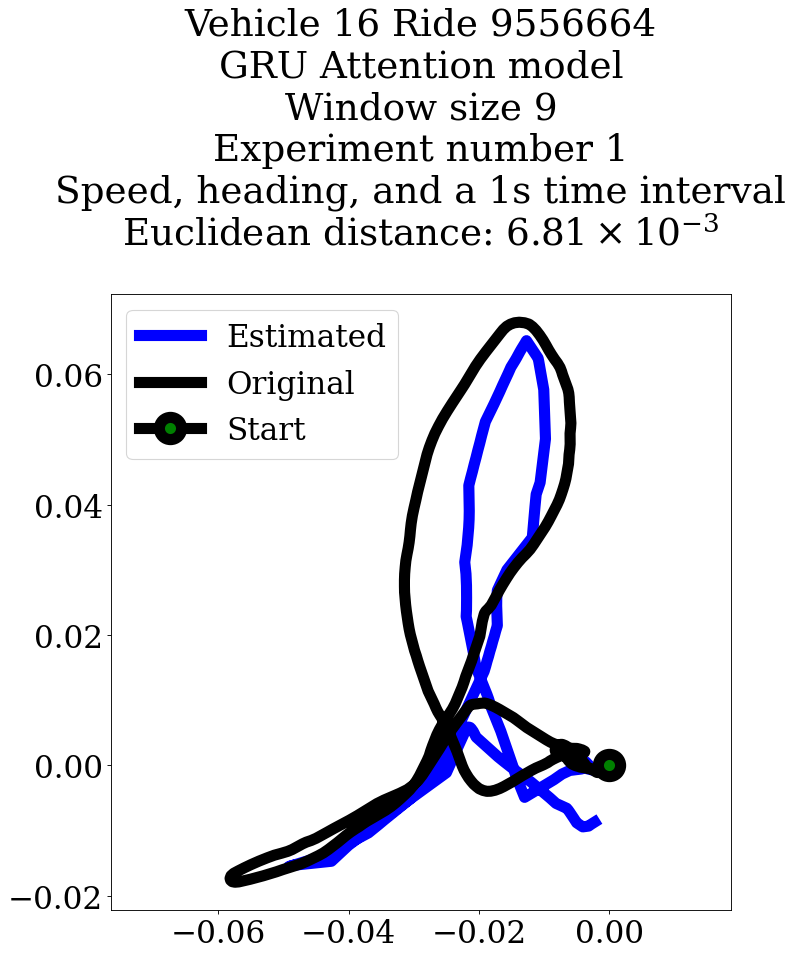 Vehicle 16 Ride 9556664
GRU Attention model
Window size 9
Experiment number 1
Speed, heading, and a 1s time interval
Euclidean distance: 6.81 × 10⁻³
Estimated
Original
Start
0.06
0.04
0.02
0.00
−0.02
−0.06 −0.04 −0.02 0.00